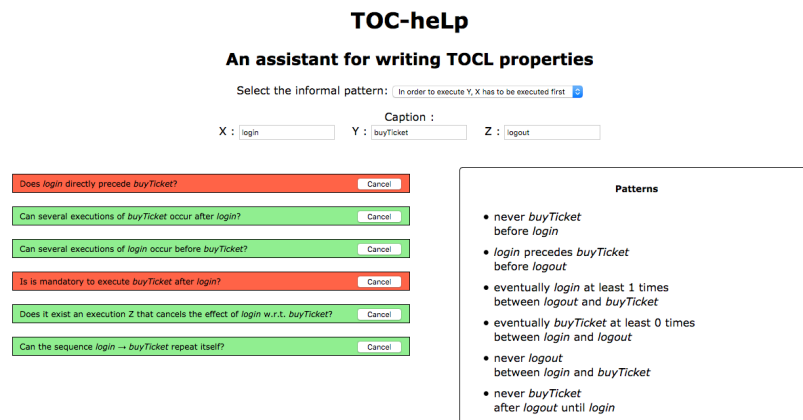 TOC-heLp
An assistant for writing TOCL properties
Select the informal pattern: In order to execute Y, X has to be executed first
Caption :
X : login Y : buyTicket Z : logout
Does login directly precede buyTicket? Cancel
Can several executions of buyTicket occur after login? Cancel
Can several executions of login occur before buyTicket? Cancel
Is is mandatory to execute buyTicket after login? Cancel
Does it exist an execution Z that cancels the effect of login w.r.t. buyTicket? Cancel
Can the sequence login → buyTicket repeat itself? Cancel
Patterns
• never buyTicket
before login
• login precedes buyTicket
before logout
• eventually login at least 1 times
between logout and buyTicket
• eventually buyTicket at least 0 times
between login and logout
• never logout
between login and buyTicket
• never buyTicket
after logout until login